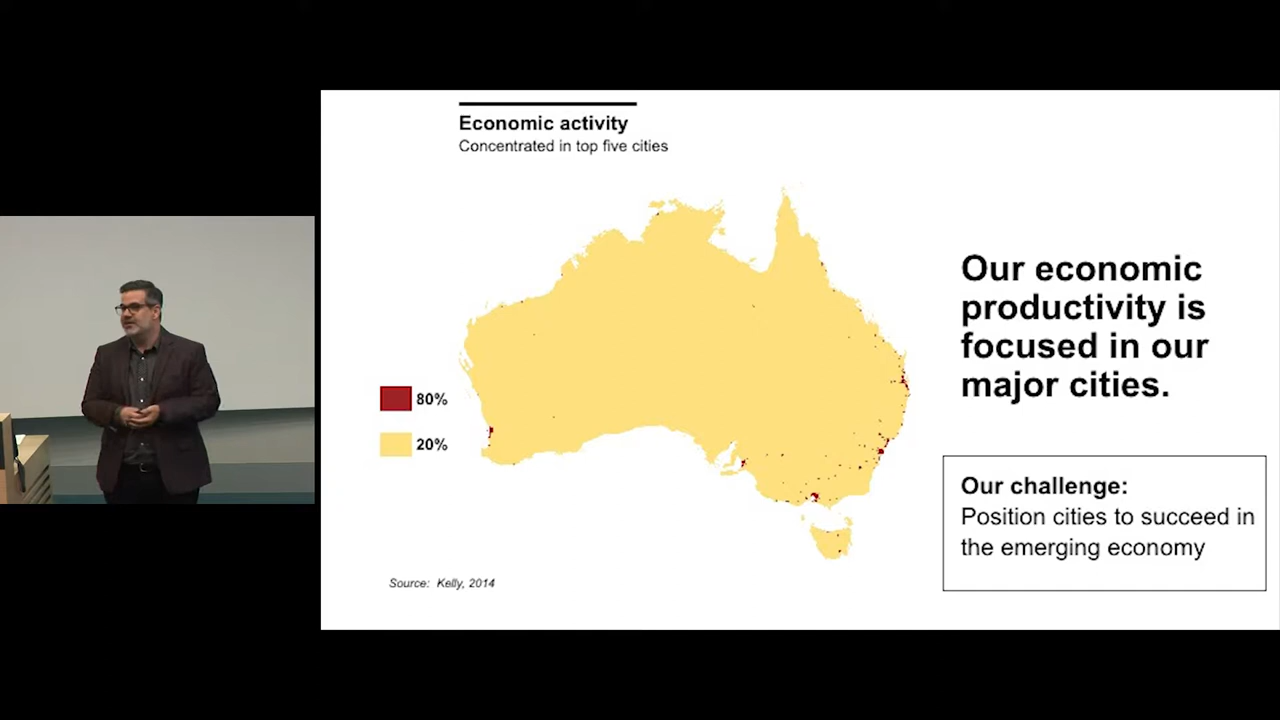 Economic activity
Concentrated in top five cities
80%
20%
Source: Kelly, 2014
Our economic
productivity is
focused in our
major cities.
Our challenge:
Position cities to succeed in
the emerging economy